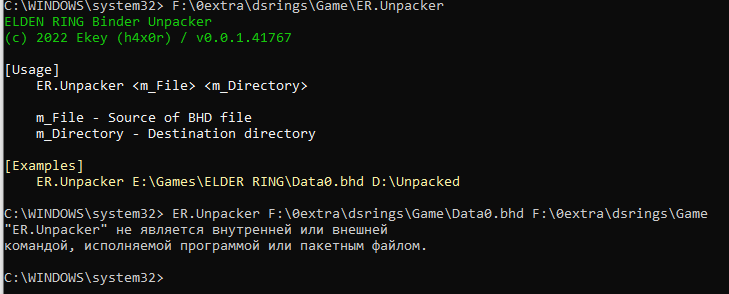 C:\WINDOWS\system32> F:\0extra\dsrings\Game\ER.Unpacker
ELDEN RING Binder Unpacker
(c) 2022 Ekey (h4x0r) / v0.0.1.41767
[Usage]
ER.Unpacker <m_File> <m_Directory>
m_File - Source of BHD file
m_Directory - Destination directory
[Examples]
ER.Unpacker E:\Games\ELDER RING\Data0.bhd D:\Unpacked
C:\WINDOWS\system32> ER.Unpacker F:\0extra\dsrings\Game\Data0.bhd F:\0extra\dsrings\Game
"ER.Unpacker" не является внутренней или внешней
командой, исполняемой программой или пакетным файлом.
C:\WINDOWS\system32>